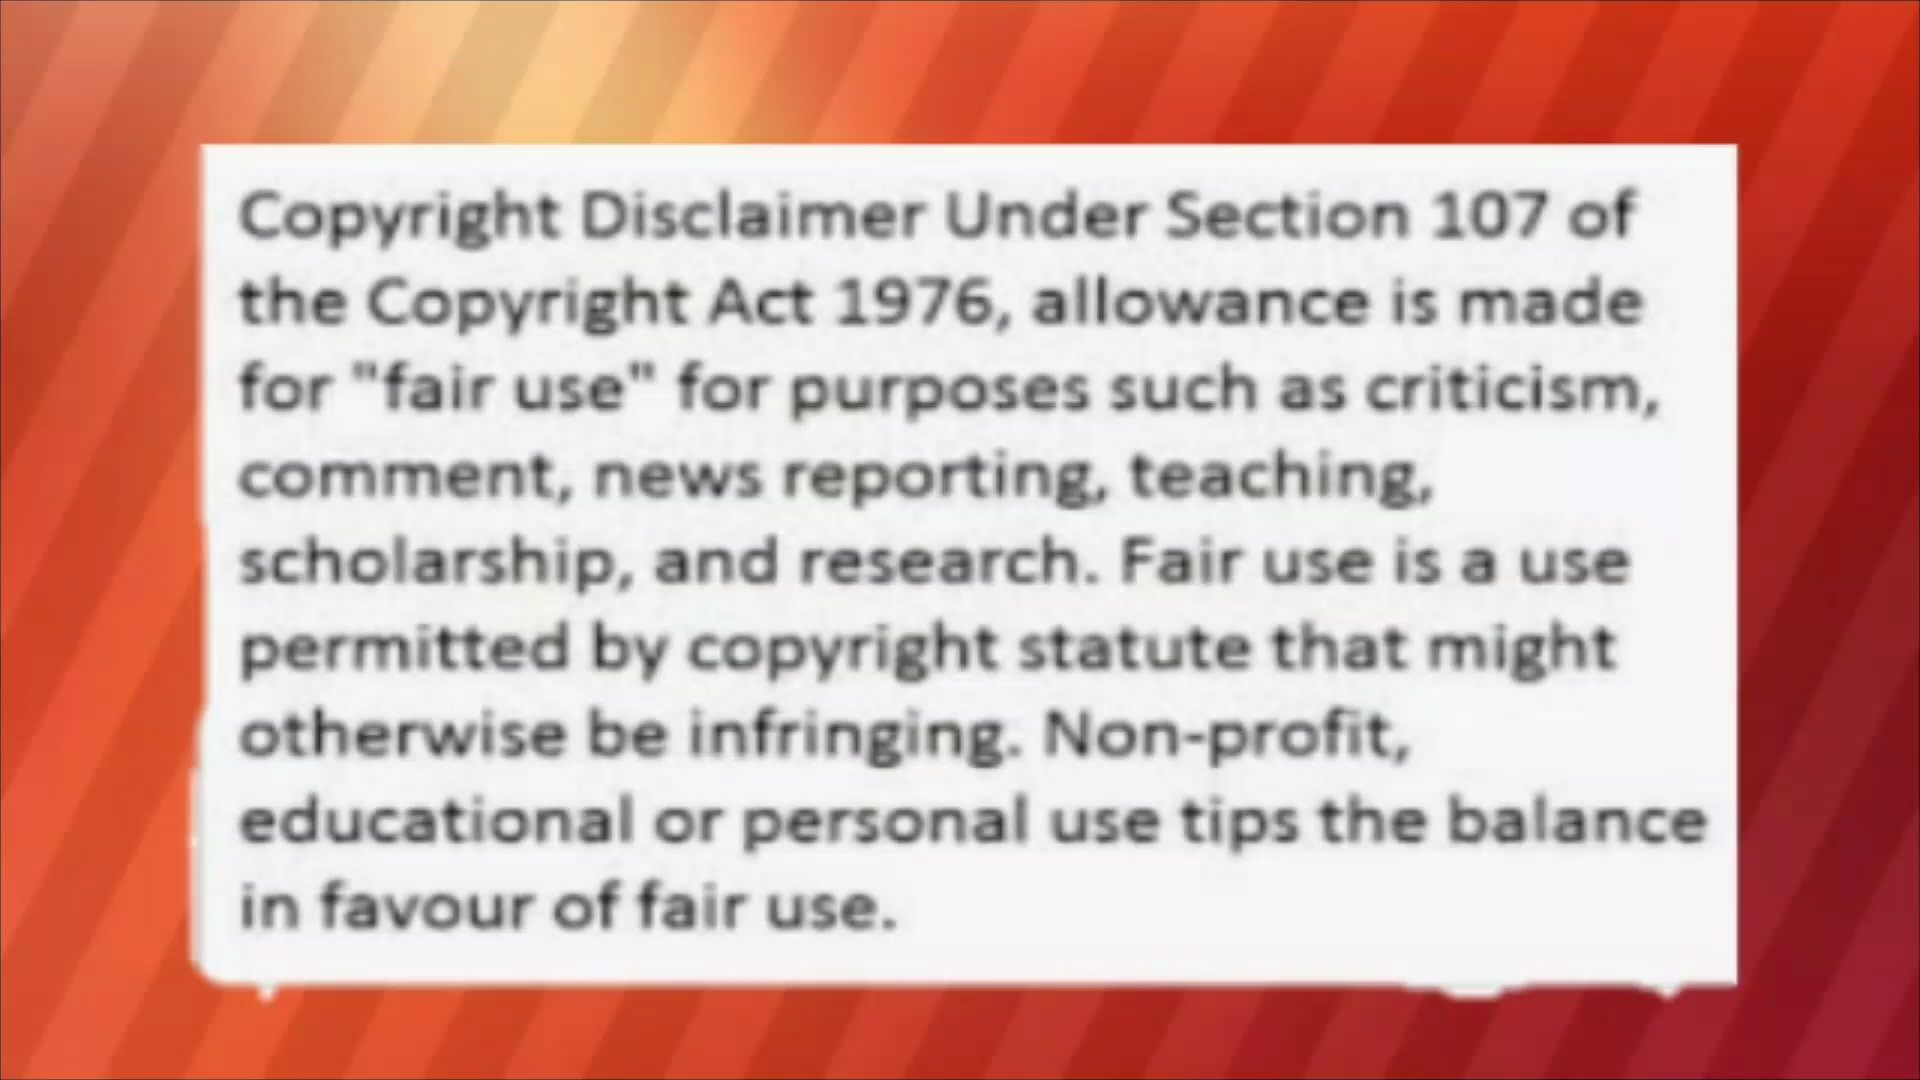 Copyright Disclaimer Under Section 107 of
the Copyright Act 1976, allowance is made
for "fair use" for purposes such as criticism,
comment, news reporting, teaching,
scholarship, and research. Fair use is a use
permitted by copyright statute that might
otherwise be infringing. Non-profit,
educational or personal use tips the balance
in favour of fair use.